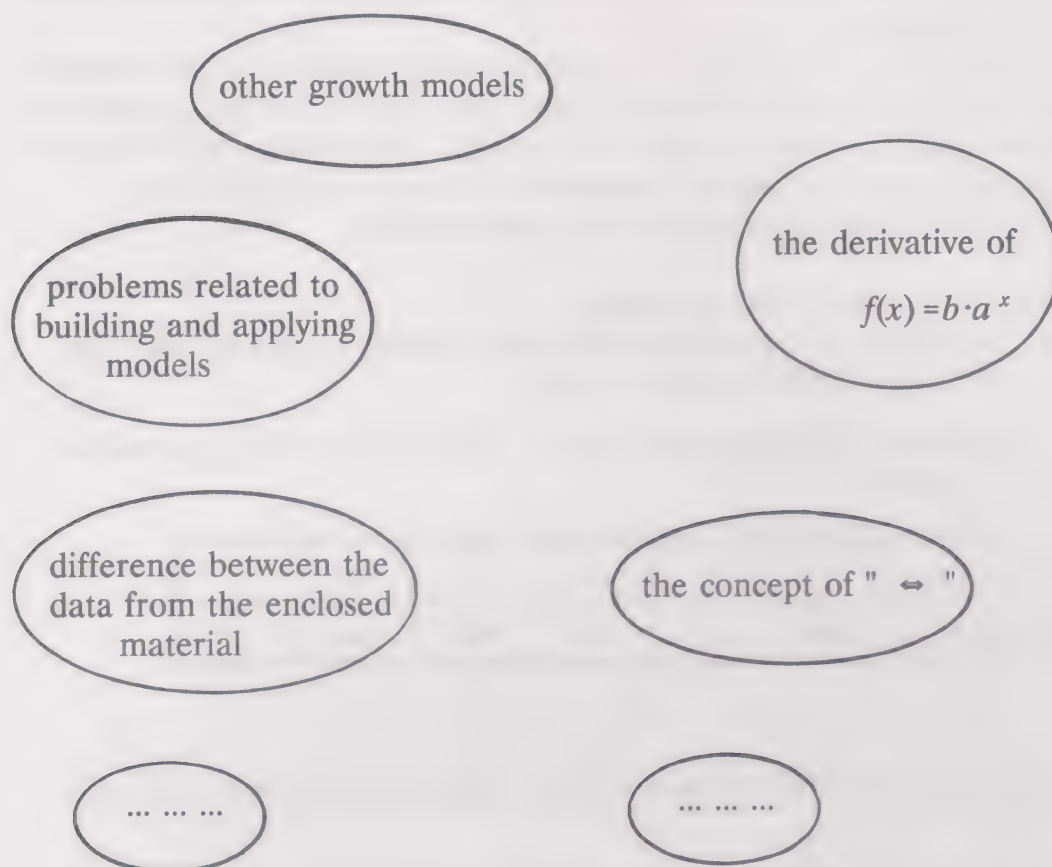 other growth models
the derivative of
f(x) = b·a^x
problems related to
building and applying
models
difference between the
data from the enclosed
material
the concept of " ⇔ "
... ... ...
... ... ...